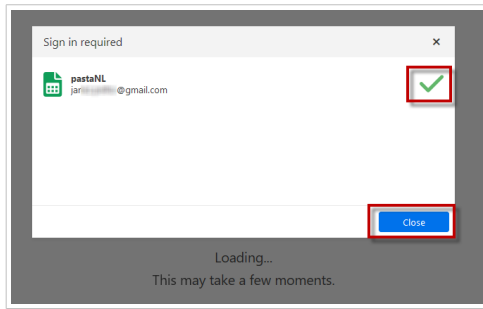 Sign in required
pastaNL
@gmail.com
Close
Loading...
This may take a few moments.